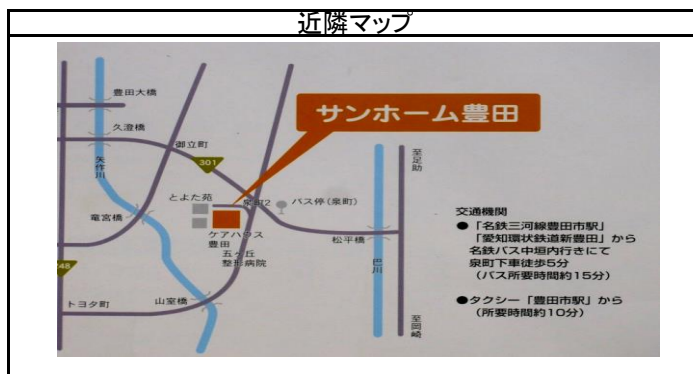 近隣マップ
サンホーム豊田
豊田大橋
久澄橋
御立町
301
矢作川
至足助
とよた苑
泉町2
バス停(泉町)
竜宮橋
ケアハウス
豊田
五ヶ丘
整形病院
松平橋
巴川
248
トヨタ町
山室橋
至岡崎
交通機関
●「名鉄三河線豊田市駅」
「愛知環状鉄道新豊田」から
名鉄バス中垣内行きにて
泉町下車徒歩5分
(バス所要時間約15分)
●タクシー「豊田市駅」から
(所要時間約10分)